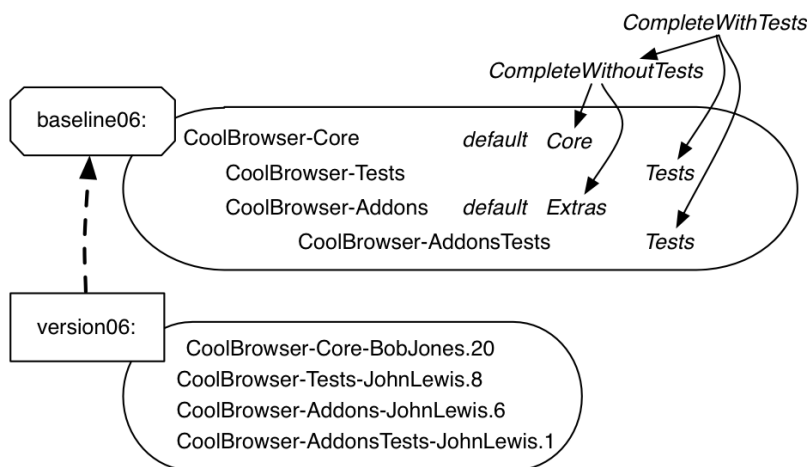 CompleteWithTests
CompleteWithoutTests
baseline06:
CoolBrowser-Core default Core
CoolBrowser-Tests Tests
CoolBrowser-Addons default Extras
CoolBrowser-AddonsTests Tests
version06:
CoolBrowser-Core-BobJones.20
CoolBrowser-Tests-JohnLewis.8
CoolBrowser-Addons-JohnLewis.6
CoolBrowser-AddonsTests-JohnLewis.1